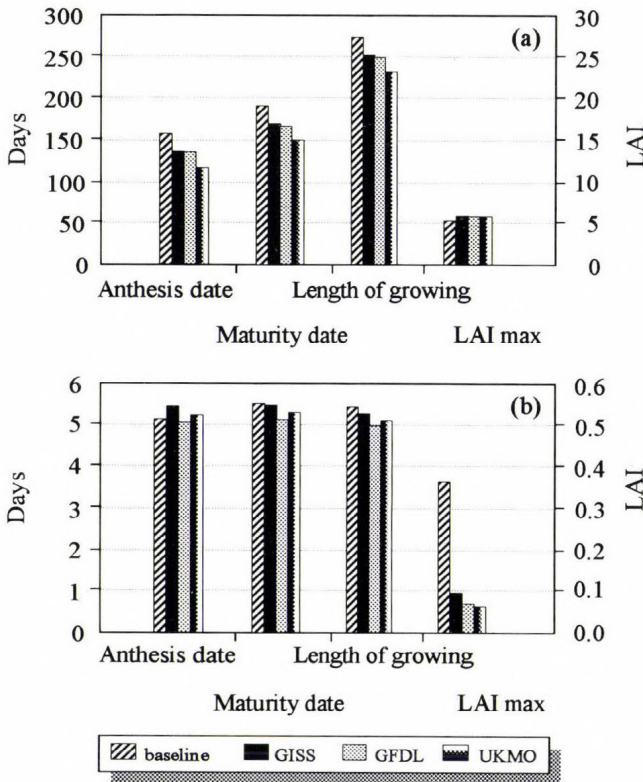 300 30
(a)
250 25
200 20
Days 150 15 LAI
100 10
50 5
0 0
Anthesis date Length of growing
Maturity date LAI max
6 0.6
(b)
5 0.5
4 0.4
Days 3 0.3 LAI
2 0.2
1 0.1
0 0.0
Anthesis date Length of growing
Maturity date LAI max
baseline GISS GFDL UKMO